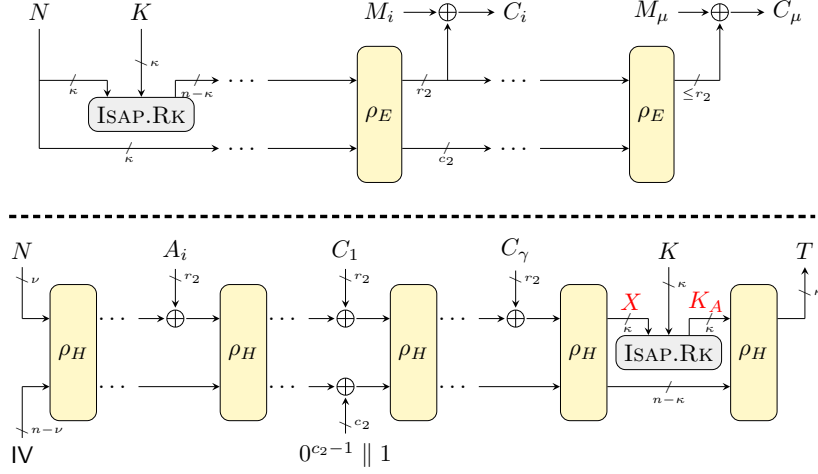 N K M_i ⊕ C_i M_μ ⊕ C_μ
κ κ n−κ · · · r_2 · · · ≤r_2
ISAP.RK ρ_E ρ_E
κ · · · c_2 · · ·
N A_i C_1 C_γ K T
ν r_2 r_2 r_2 κ
· · · ⊕ · · · ⊕ · · · ⊕ X κ K_A κ
ρ_H ρ_H ρ_H ρ_H ISAP.RK ρ_H
· · · · · · ⊕ · · · n−κ
n−ν c_2
IV 0^{c_2−1} ∥ 1